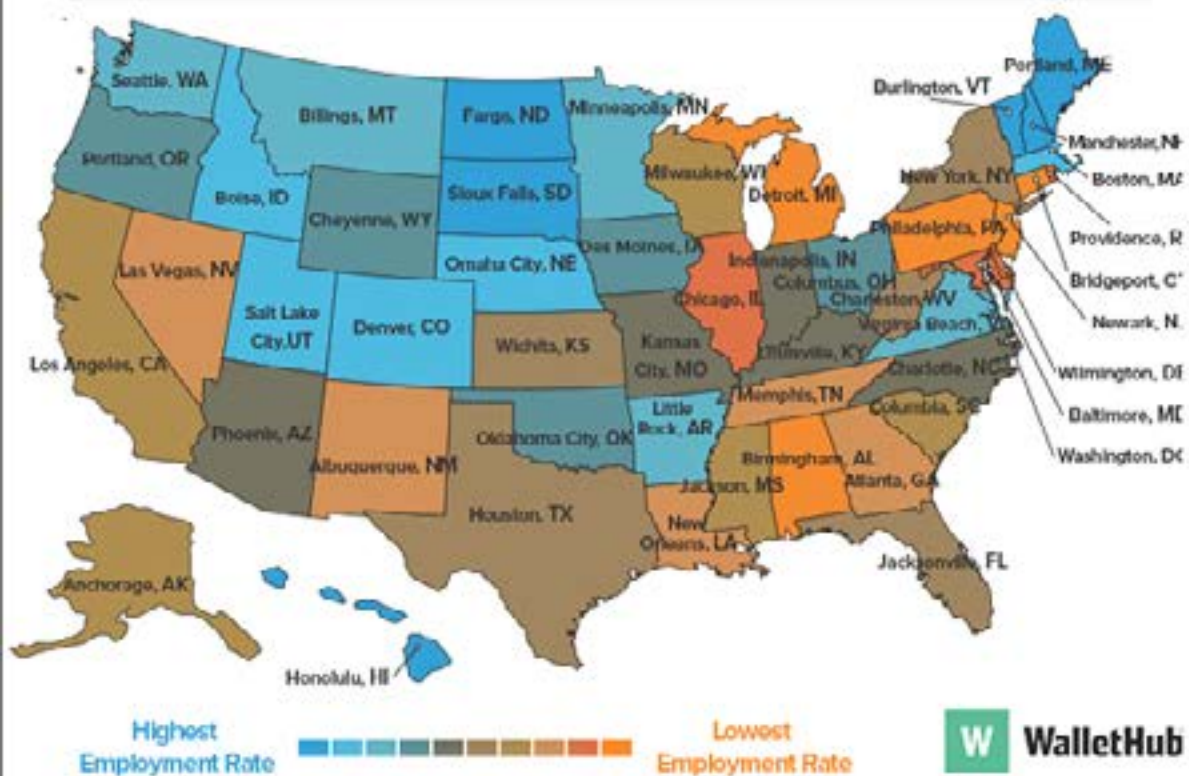 Seattle, WA
Billings, MT
Fargo, ND
Minneapolis, MN
Durlington, VT
Portland, ME
Manchester, NH
Boston, MA
Portland, OR
Boise, ID
Cheyenne, WY
Sioux Falls, SD
Milwaukee, WI
Detroit, MI
New York, NY
Providence, R
Omaha City, NE
Des Moines, IA
Philadelphia, PA
Bridgeport, C
Las Vegas, NV
Salt Lake
City,UT
Denver, CO
Chicago, IL
Indianapolis, IN
Columbus, OH
Charleston, WV
Virginia Beach, VA
Newark, N
Los Angeles, CA
Wichita, KS
Kansas
City, MO
KY
Charlotte, NC
Wilmington, DE
Phoenix, AZ
Albuquerque, NM
Oklahoma City, OK
Little
Rock, AR
Memphis, TN
Columbia, SC
Baltimore, MD
Washington, DC
Houston, TX
Jackson, MS
Birmingham, AL
Atlanta, GA
New
Orleans, LA
Jacksonville, FL
Anchorage, AK
Honolulu, HI
Highest
Employment Rate
Lowest
Employment Rate
W WalletHub